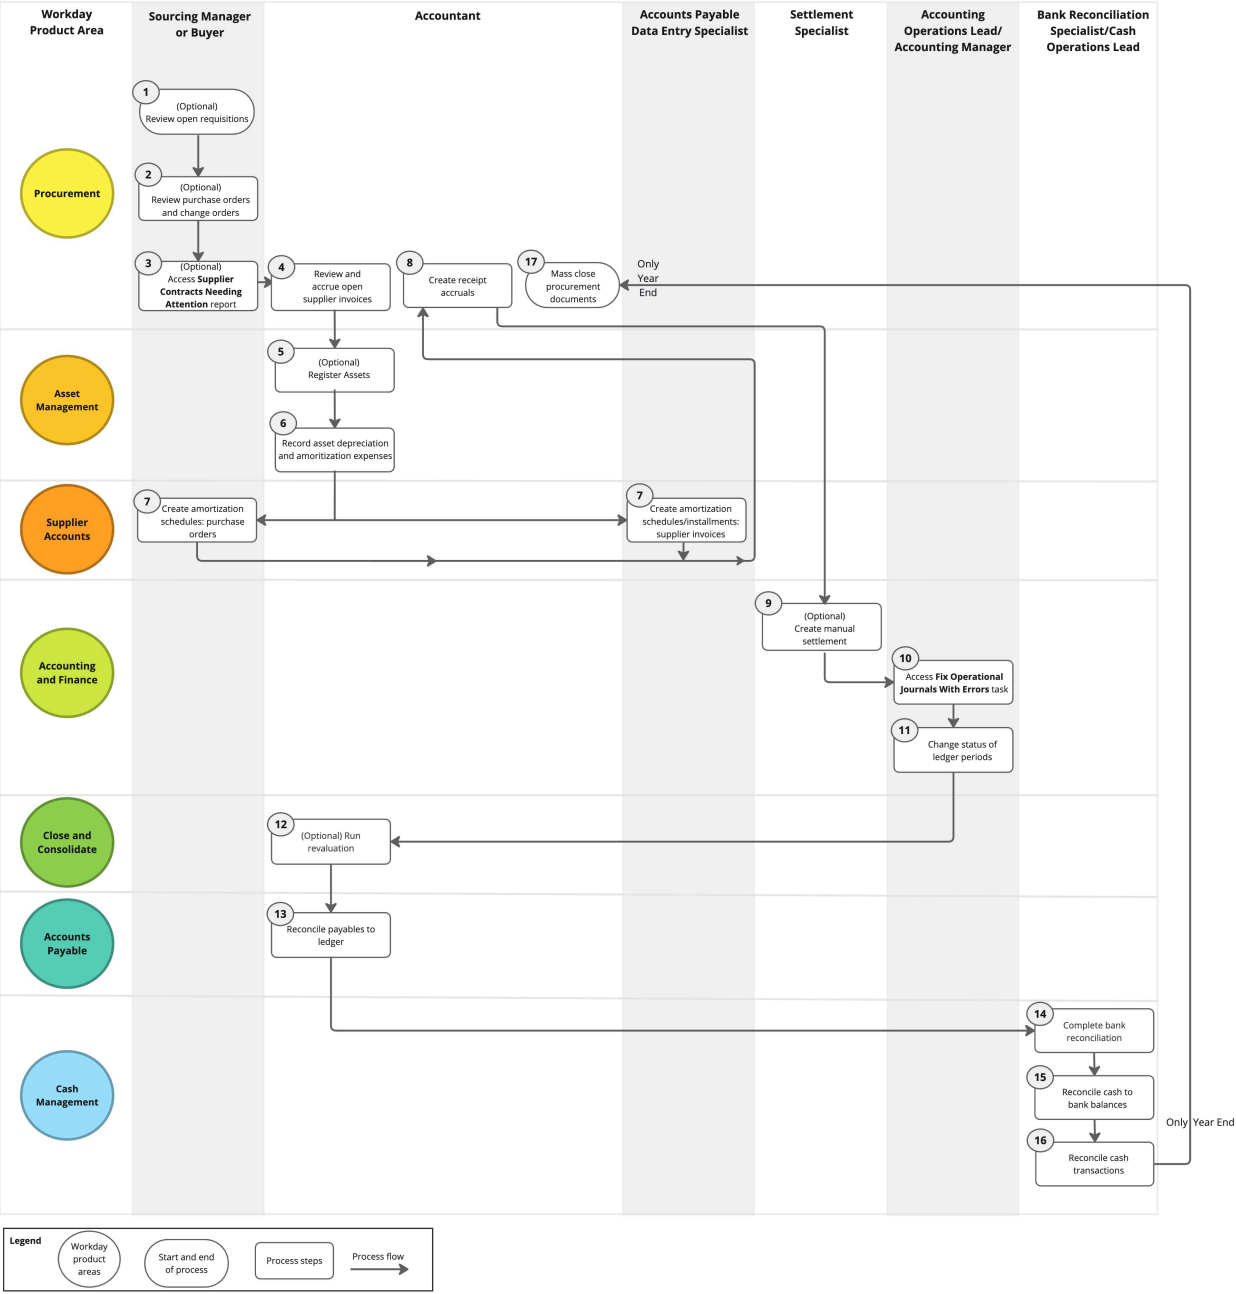 Workday
Product Area
Sourcing Manager
or Buyer
Accountant
Accounts Payable
Data Entry Specialist
Settlement
Specialist
Accounting
Operations Lead/
Accounting Manager
Bank Reconciliation
Specialist/Cash
Operations Lead
Procurement
1
(Optional)
Review open requisitions
2
(Optional)
Review purchase orders
and change orders
3
(Optional)
Access Supplier
Contracts Needing
Attention report
4
Review and
accrue open
supplier invoices
8
Create receipt
accruals
17
Mass close
procurement
documents
Only
Year
End
Asset
Management
5
(Optional)
Register Assets
6
Record asset depreciation
and amoritization expenses
Supplier
Accounts
7
Create amortization
schedules: purchase
orders
7
Create amortization
schedules/installments:
supplier invoices
Accounting
and Finance
9
(Optional)
Create manual
settlement
10
Access Fix Operational
Journals With Errors task
11
Change status of
ledger periods
Close and
Consolidate
12
(Optional) Run
revaluation
Accounts
Payable
13
Reconcile payables to
ledger
Cash
Management
14
Complete bank
reconciliation
15
Reconcile cash to
bank balances
16
Reconcile cash
transactions
Only Year End
Legend
Workday
product
areas
Start and end
of process
Process steps
Process flow